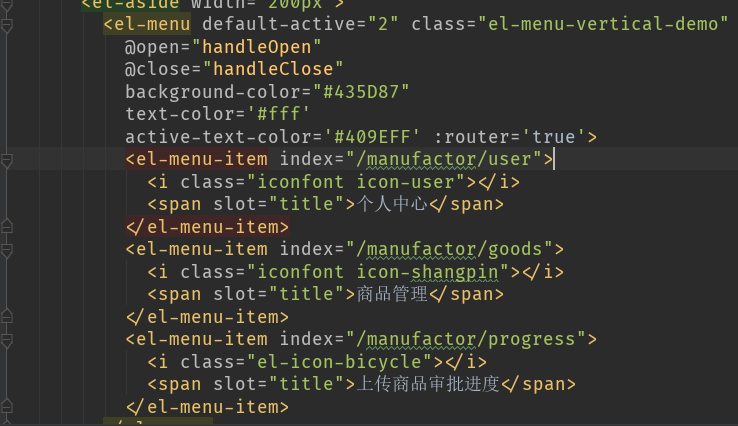 <el-aside width="200px">
<el-menu default-active="2" class="el-menu-vertical-demo"
@open="handleOpen"
@close="handleClose"
background-color="#435D87"
text-color='#fff'
active-text-color='#409EFF' :router='true'>
<el-menu-item index="/manufactor/user">
<i class="iconfont icon-user"></i>
<span slot="title">个人中心</span>
</el-menu-item>
<el-menu-item index="/manufactor/goods">
<i class="iconfont icon-shangpin"></i>
<span slot="title">商品管理</span>
</el-menu-item>
<el-menu-item index="/manufactor/progress">
<i class="el-icon-bicycle"></i>
<span slot="title">上传商品审批进度</span>
</el-menu-item>